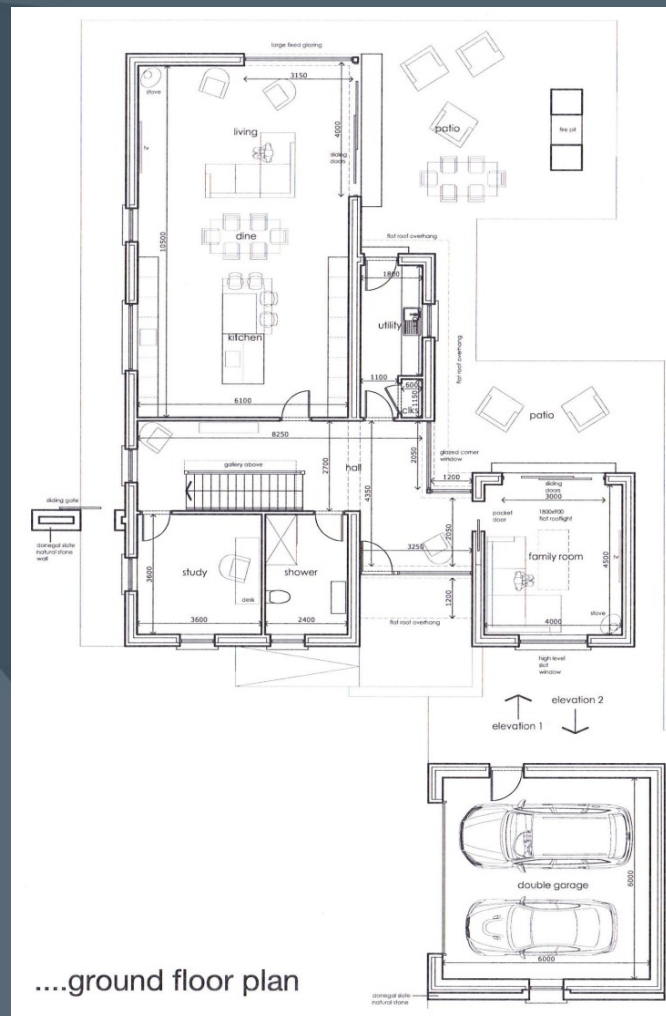 large fixed glazing
3150
stove
living
4000
sliding
doors
tv
patio
fire pit
10500
dine
flat roof overhang
1800
utility
kitchen
flat roof overhang
1100
600
1150
clks
6100
patio
8250
gallery above
hall
2700
2050
4350
glazed corner
window
1200
sliding gate
donegal slate
natural stone
wall
sliding
doors
3000
pocket
door
1800x900
flat rooflight
2050
3250
family room
4500
tv
3600
study
desk
shower
3600
2400
1200
flat roof overhang
stove
4000
high level
slot
window
elevation 2
elevation 1
double garage
6000
6000
....ground floor plan
donegal slate
natural stone